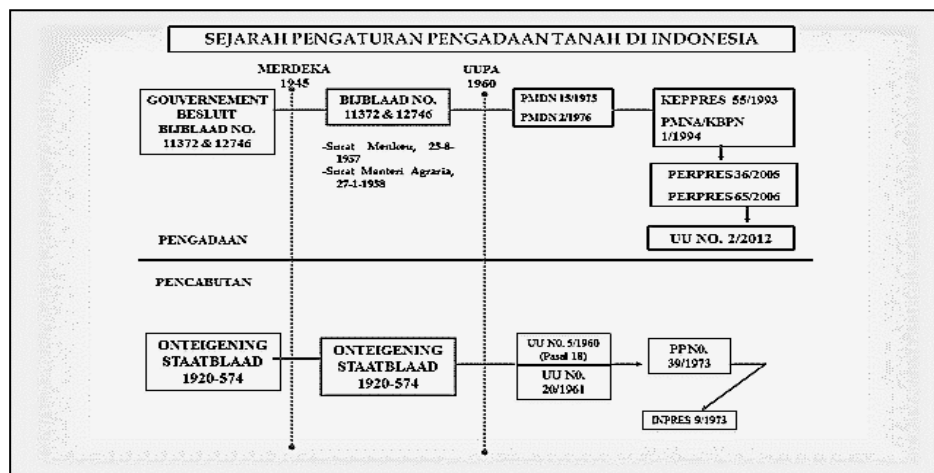 SEJARAH PENGATURAN PENGADAAN TANAH DI INDONESIA
MERDEKA
1945
UUPA
1960
GOUVERNEMENT
BESLUIT
BIJBLAAD NO.
11372 & 12746
BIJBLAAD NO.
11372 & 12746
-Surat Menkeu, 25-8-
1957
-Surat Menteri Agraria,
27-1-1958
PMDN 15/1975
PMDN 2/1976
KEPPRES 55/1993
PMNA/KBPN
1/1994
PERPRES 36/2005
PERPRES 65/2006
UU NO. 2/2012
PENGADAAN
PENCABUTAN
ONTEIGENING
STAATBLAAD
1920-574
ONTEIGENING
STAATBLAAD
1920-574
UU NO. 5/1960
(Pasal 18)
UU N0.
20/1961
PP N0.
39/1973
INPRES 9/1973